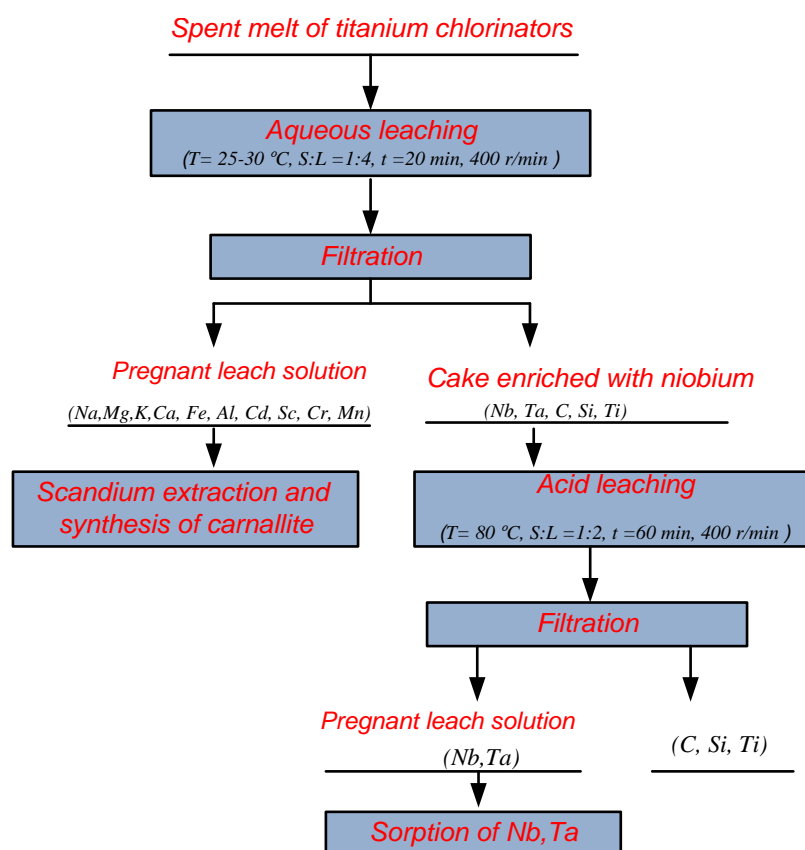 Spent melt of titanium chlorinators
Aqueous leaching
(T= 25-30 ºC, S:L =1:4, t =20 min, 400 r/min )
Filtration
Pregnant leach solution
(Na,Mg,K,Ca, Fe, Al, Cd, Sc, Cr, Mn)
Scandium extraction and
synthesis of carnallite
Cake enriched with niobium
(Nb, Ta, C, Si, Ti)
Acid leaching
(T= 80 ºC, S:L =1:2, t =60 min, 400 r/min )
Filtration
Pregnant leach solution
(Nb,Ta)
(C, Si, Ti)
Sorption of Nb,Ta